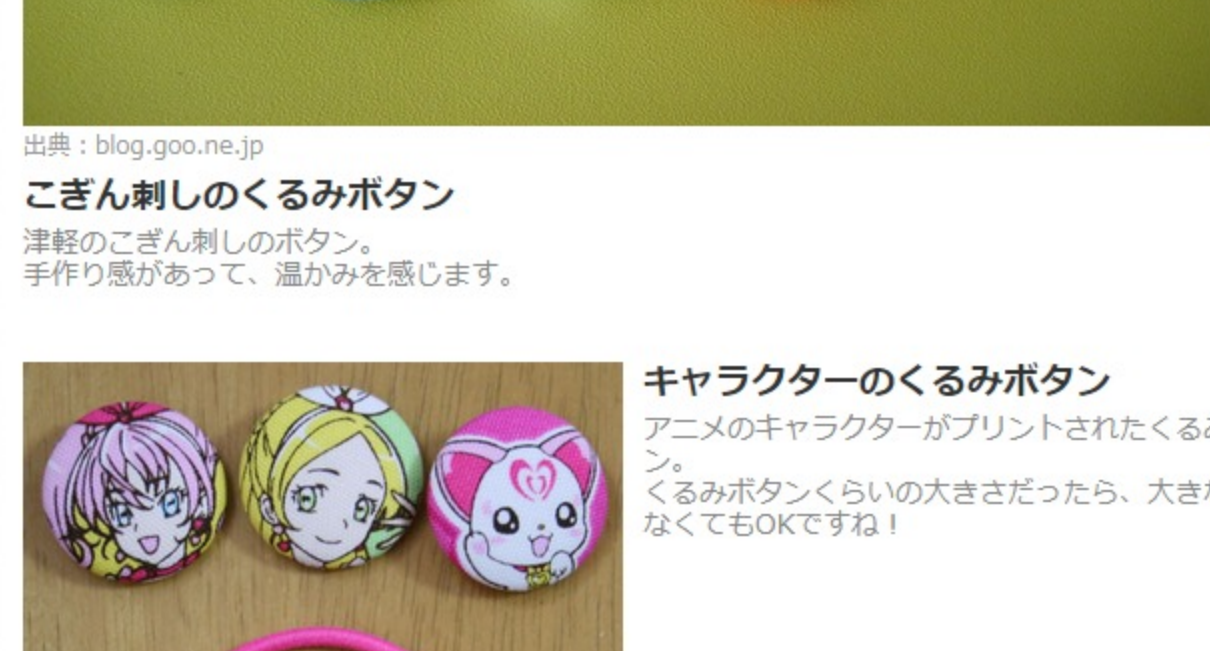 出典：blog.goo.ne.jp
こぎん刺しのくるみボタン
津軽のこぎん刺しのボタン。
手作り感があって、温かみを感じます。
キャラクターのくるみボタン
アニメのキャラクターがプリントされたくるみ
ン。
くるみボタンくらいの大きさだったら、大き
なくてもOKですね！